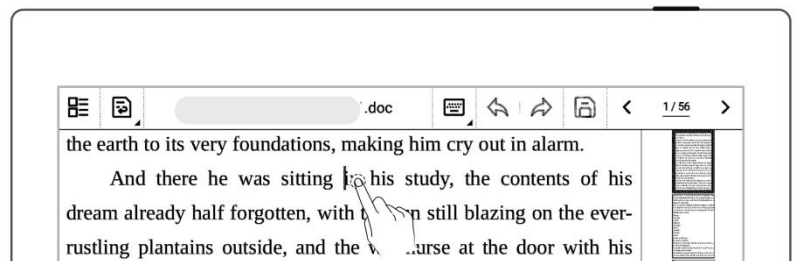 .doc
1 / 56
the earth to its very foundations, making him cry out in alarm.
And there he was sitting his study, the contents of his
dream already half forgotten, with still blazing on the ever-
rustling plantains outside, and the at the door with his